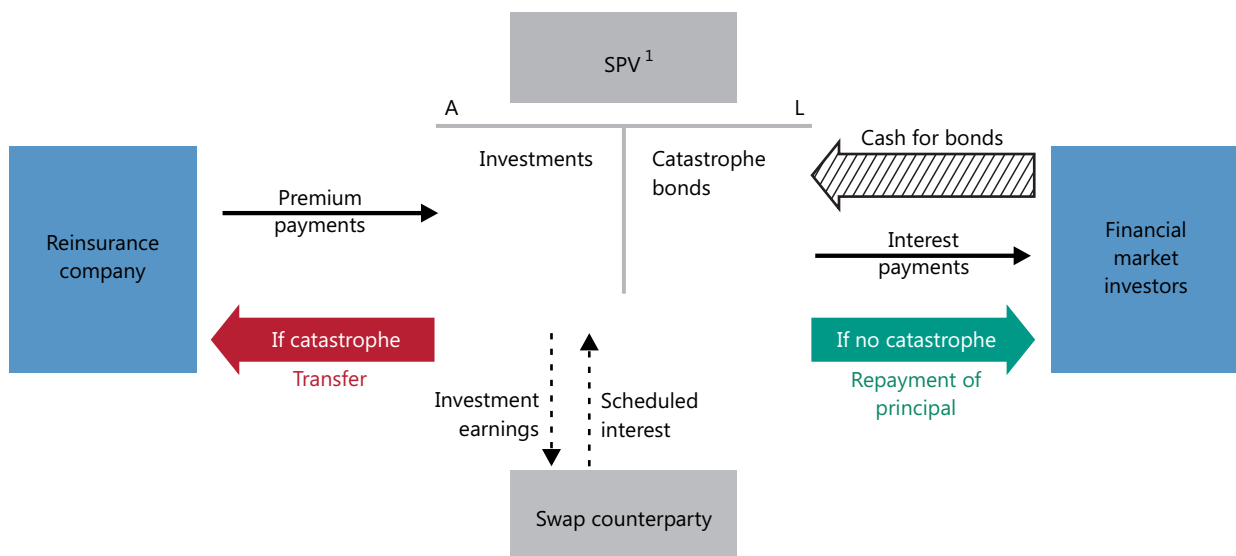 SPV 1
A
L
Investments
Catastrophe
bonds
Cash for bonds
Premium
payments
Reinsurance
company
Interest
payments
Financial
market
investors
If catastrophe
Transfer
If no catastrophe
Repayment of
principal
Investment
earnings
Scheduled
interest
Swap counterparty